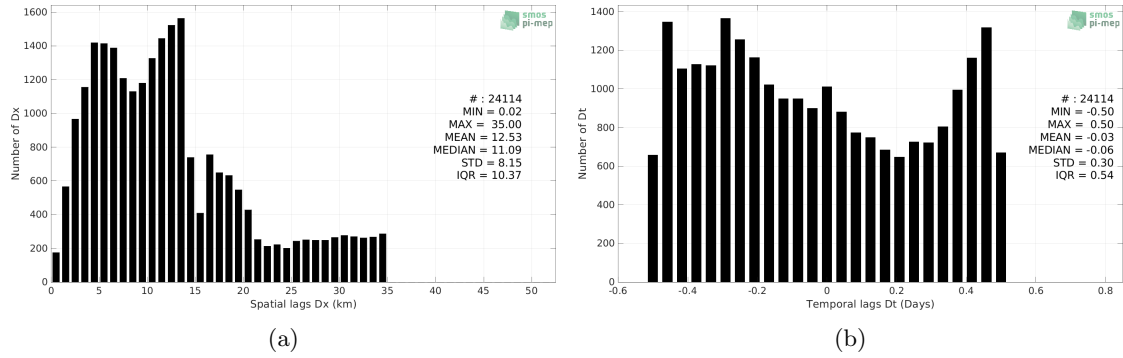 1600
1400
1200
1000
800
600
400
200
0
Number of Dx
0 5 10 15 20 25 30 35 40 45 50
Spatial lags Dx (km)
smos
pi-mep
# : 24114
MIN = 0.02
MAX = 35.00
MEAN = 12.53
MEDIAN = 11.09
STD = 8.15
IQR = 10.37
(a)
1400
1200
1000
800
600
400
200
0
Number of Dt
-0.6 -0.4 -0.2 0 0.2 0.4 0.6 0.8
Temporal lags Dt (Days)
smos
pi-mep
# : 24114
MIN = -0.50
MAX = 0.50
MEAN = -0.03
MEDIAN = -0.06
STD = 0.30
IQR = 0.54
(b)